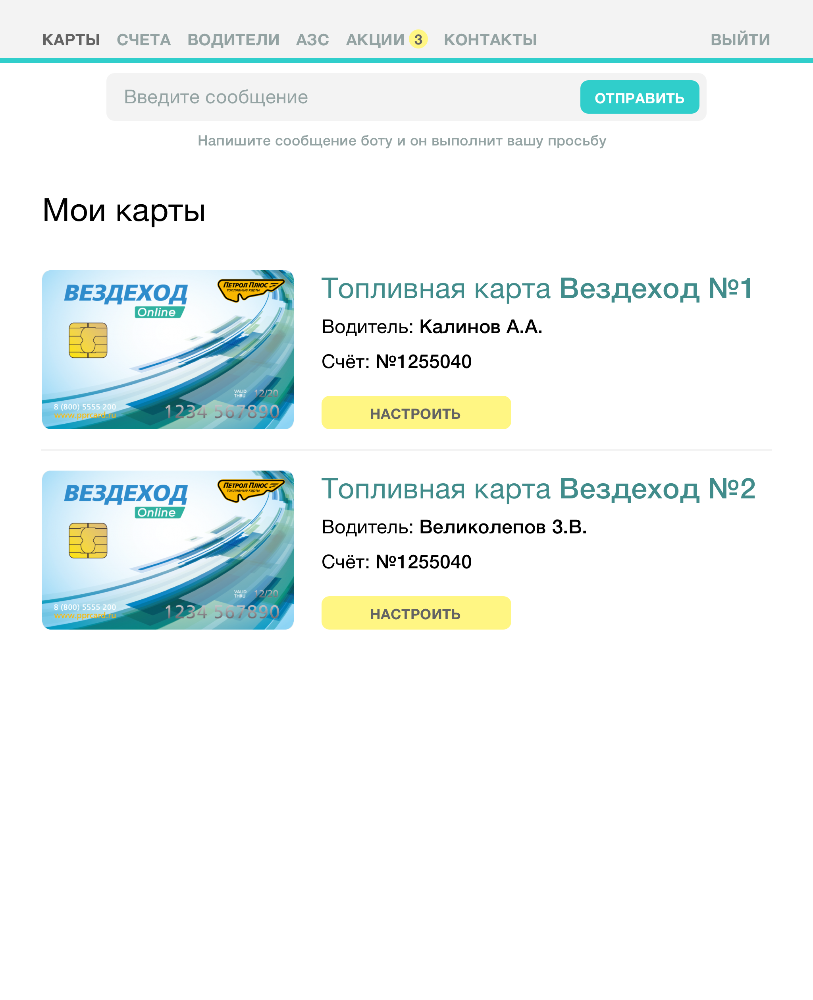 КАРТЫ СЧЕТА ВОДИТЕЛИ АЗС АКЦИИ 3 КОНТАКТЫ ВЫЙТИ
Введите сообщение ОТПРАВИТЬ
Напишите сообщение боту и он выполнит вашу просьбу
Мои карты
ВЕЗДЕХОД
Online
ПЕТРОЛ ПЛЮС
топливные карты
VALID THRU 12/20
8 (800) 5555 200
www.pprcard.ru
1234 567890
Топливная карта Вездеход №1
Водитель: Калинов А.А.
Счёт: №1255040
НАСТРОИТЬ
ВЕЗДЕХОД
Online
ПЕТРОЛ ПЛЮС
топливные карты
VALID THRU 12/20
8 (800) 5555 200
www.pprcard.ru
1234 567890
Топливная карта Вездеход №2
Водитель: Великолепов З.В.
Счёт: №1255040
НАСТРОИТЬ